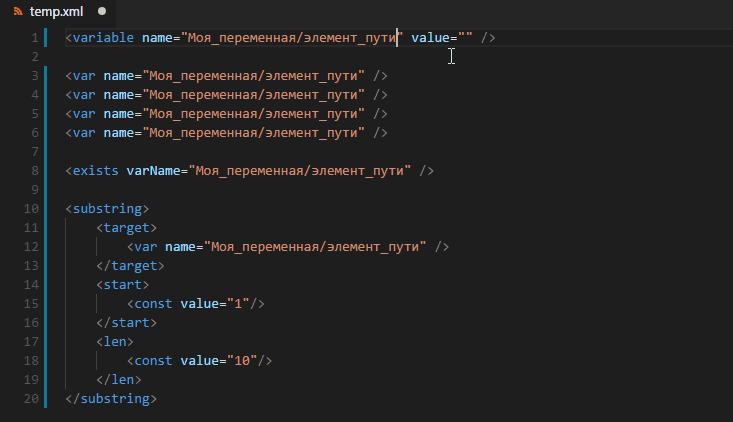 temp.xml
1 <variable name="Моя_переменная/элемент_пути" value="" />
2
3 <var name="Моя_переменная/элемент_пути" />
4 <var name="Моя_переменная/элемент_пути" />
5 <var name="Моя_переменная/элемент_пути" />
6 <var name="Моя_переменная/элемент_пути" />
7
8 <exists varName="Моя_переменная/элемент_пути" />
9
10 <substring>
11     <target>
12         <var name="Моя_переменная/элемент_пути" />
13     </target>
14     <start>
15         <const value="1"/>
16     </start>
17     <len>
18         <const value="10"/>
19     </len>
20 </substring>